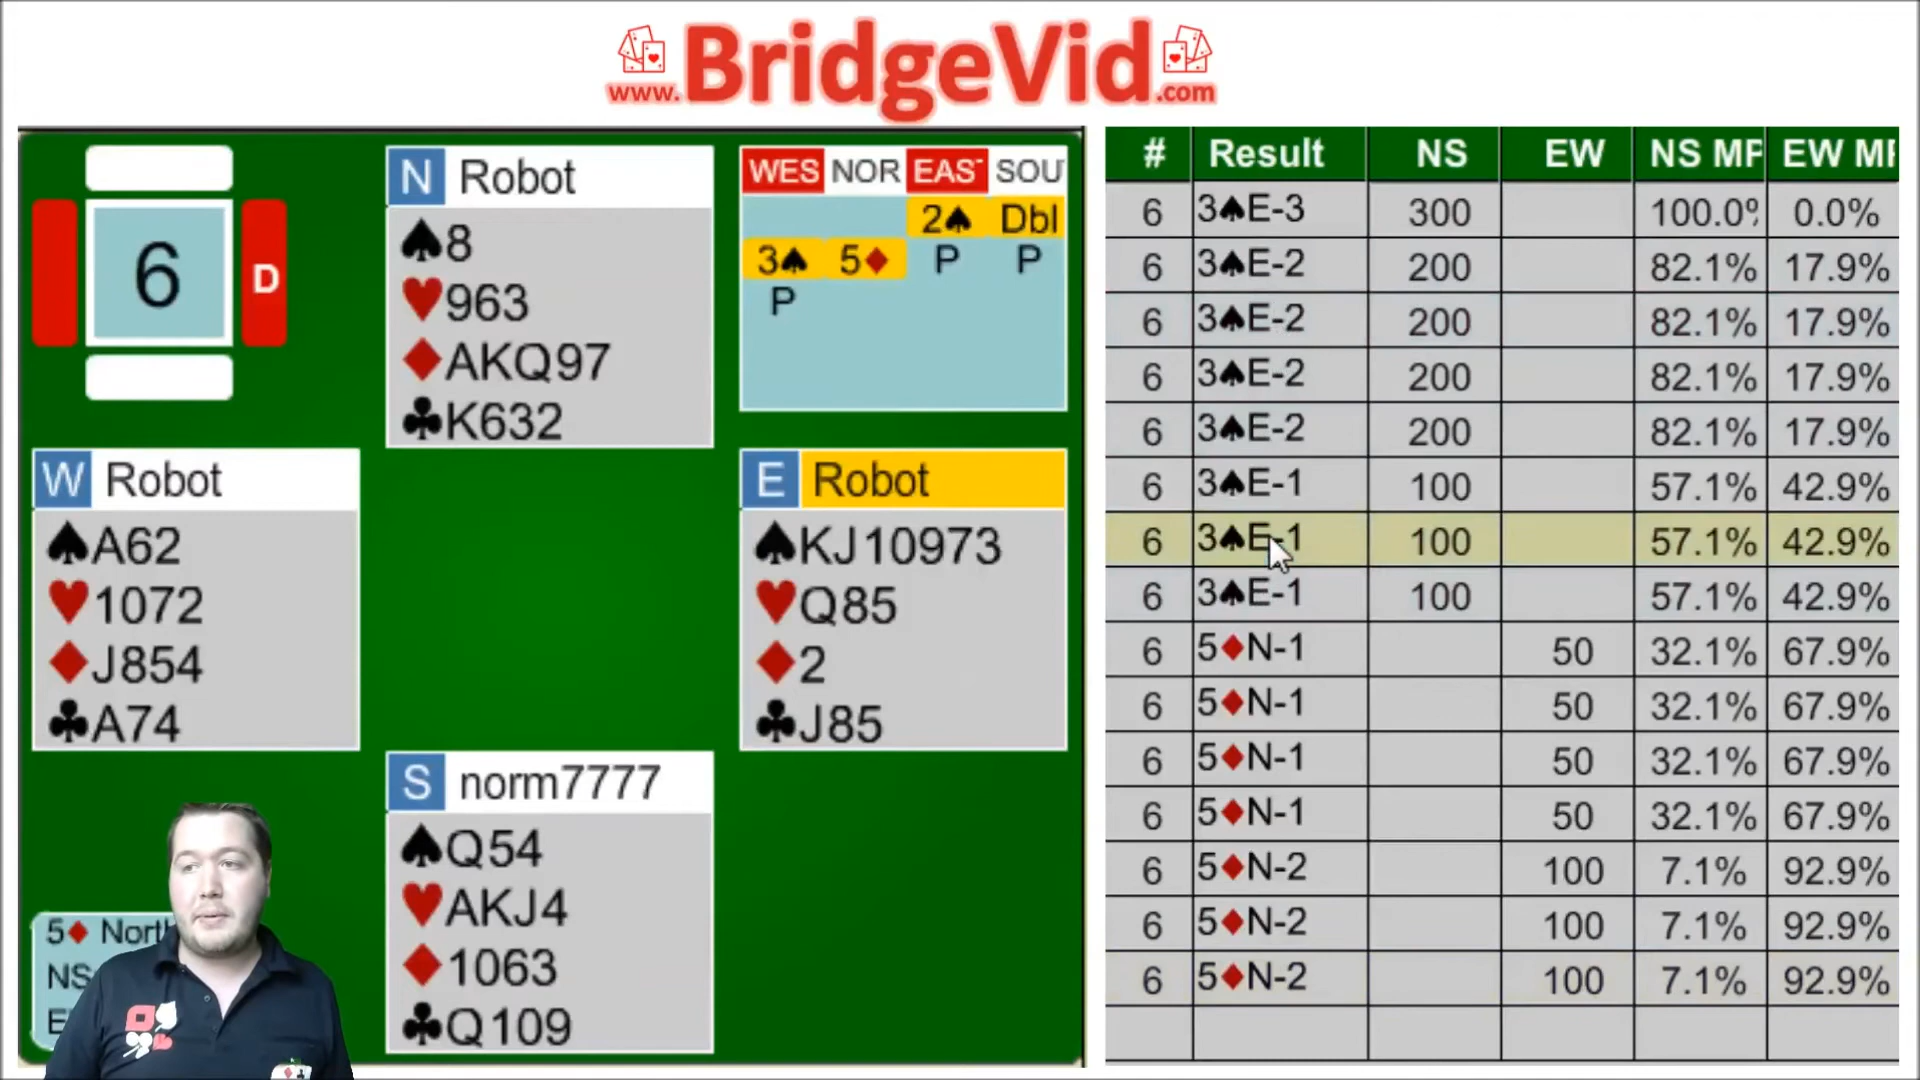 www.BridgeVid.com
6
D
N Robot
♠8
♥963
♦AKQ97
♣K632
WES NOR EAS SOU
2♠ Dbl
3♠ 5♦ P P
P
W Robot
♠A62
♥1072
♦J854
♣A74
E Robot
♠KJ10973
♥Q85
♦2
♣J85
S norm7777
♠Q54
♥AKJ4
♦1063
♣Q109
5♦ Nort
NS
E
# Result NS EW NS MP EW MP
6 3♠E-3 300 100.0% 0.0%
6 3♠E-2 200 82.1% 17.9%
6 3♠E-2 200 82.1% 17.9%
6 3♠E-2 200 82.1% 17.9%
6 3♠E-2 200 82.1% 17.9%
6 3♠E-1 100 57.1% 42.9%
6 3♠E-1 100 57.1% 42.9%
6 3♠E-1 100 57.1% 42.9%
6 5♦N-1 50 32.1% 67.9%
6 5♦N-1 50 32.1% 67.9%
6 5♦N-1 50 32.1% 67.9%
6 5♦N-1 50 32.1% 67.9%
6 5♦N-2 100 7.1% 92.9%
6 5♦N-2 100 7.1% 92.9%
6 5♦N-2 100 7.1% 92.9%